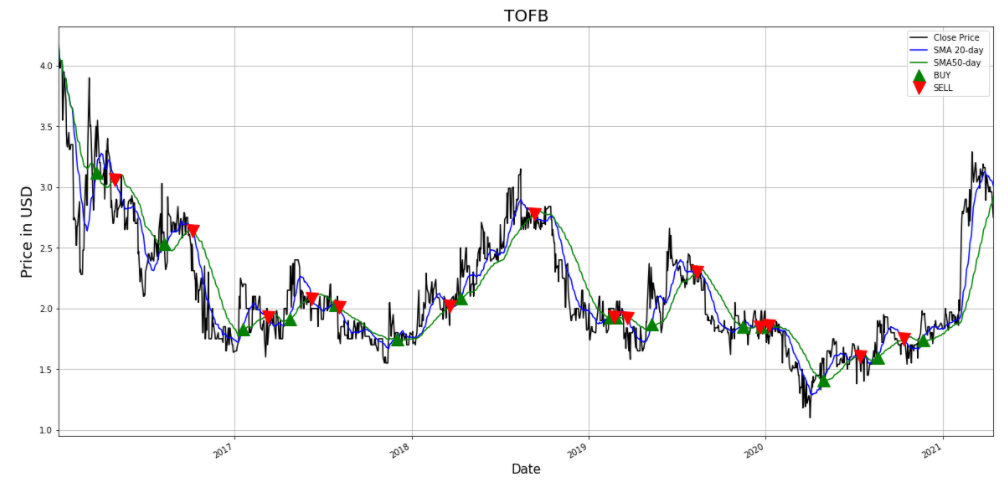 TOFB
Close Price
SMA 20-day
SMA50-day
BUY
SELL
Price in USD
4.0
3.5
3.0
2.5
2.0
1.5
1.0
2017
2018
2019
2020
2021
Date